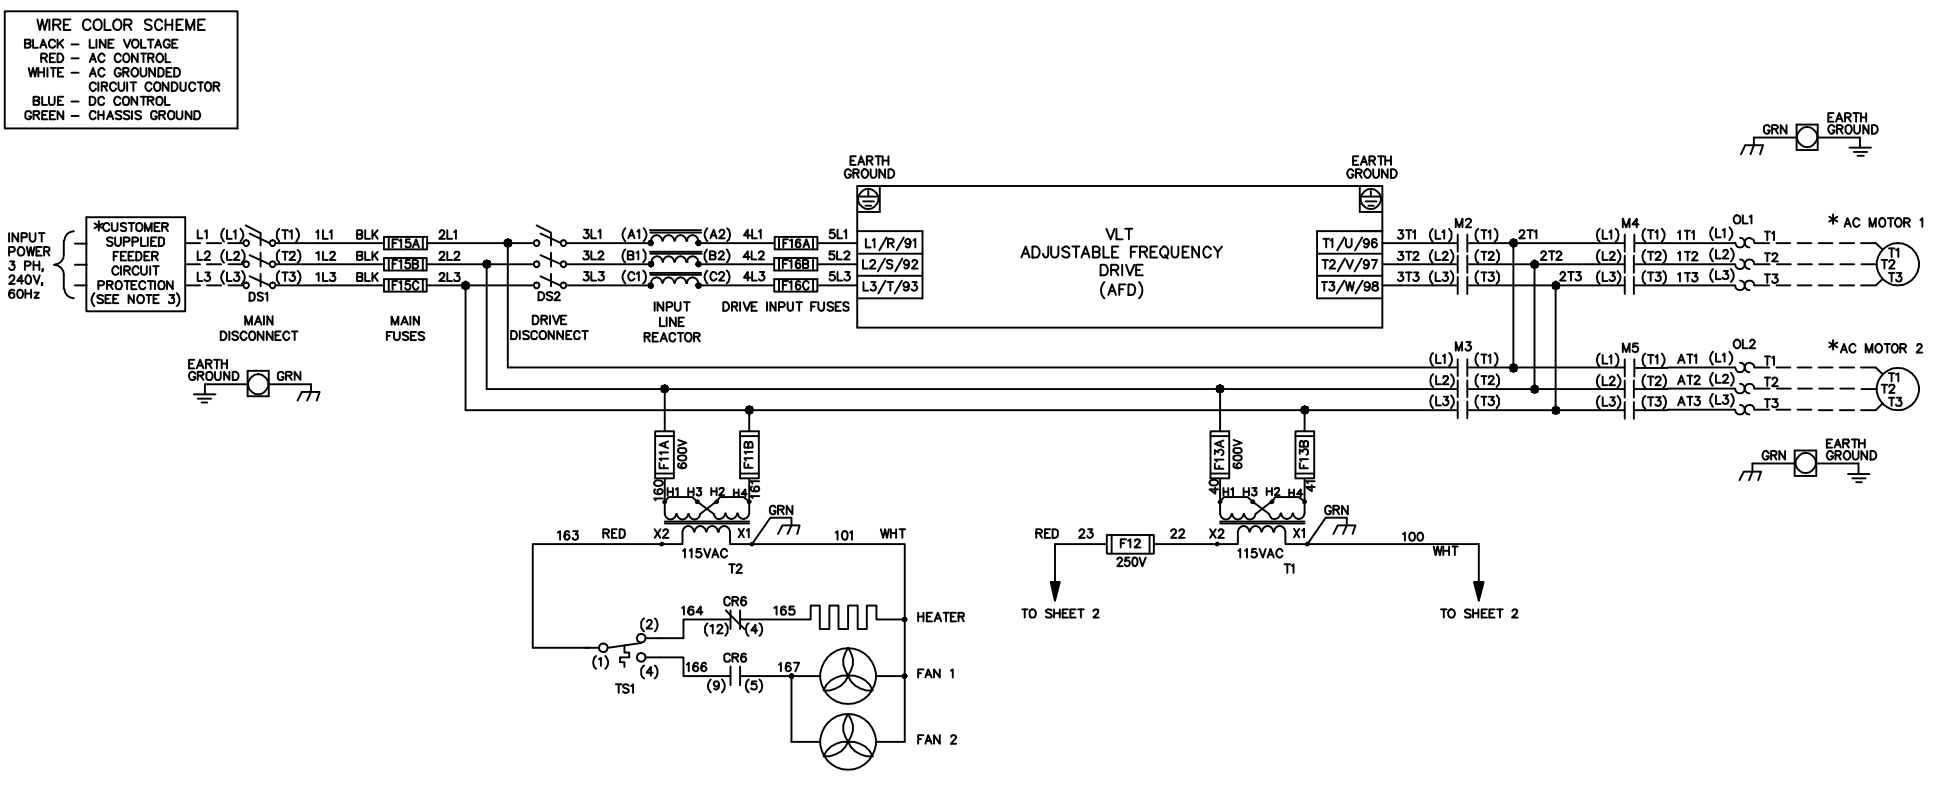 WIRE COLOR SCHEME
BLACK – LINE VOLTAGE
RED – AC CONTROL
WHITE – AC GROUNDED
CIRCUIT CONDUCTOR
BLUE – DC CONTROL
GREEN – CHASSIS GROUND
GRN
EARTH
GROUND
EARTH
GROUND
EARTH
GROUND
INPUT
POWER
3 PH,
240V,
60Hz
*CUSTOMER
SUPPLIED
FEEDER
CIRCUIT
PROTECTION
(SEE NOTE 3)
L1 (L1) (T1) 1L1 BLK F15A 2L1 3L1 (A1) (A2) 4L1 F16A 5L1 L1/R/91
L2 (L2) (T2) 1L2 BLK F15B 2L2 3L2 (B1) (B2) 4L2 F16B 5L2 L2/S/92
L3 (L3) (T3) 1L3 BLK F15C 2L3 3L3 (C1) (C2) 4L3 F16C 5L3 L3/T/93
DS1
MAIN
DISCONNECT
MAIN
FUSES
DS2
DRIVE
DISCONNECT
INPUT
LINE
REACTOR
DRIVE INPUT FUSES
VLT
ADJUSTABLE FREQUENCY
DRIVE
(AFD)
M2 M4 OL1 * AC MOTOR 1
T1/U/96 3T1 (L1) (T1) 2T1 (L1) (T1) 1T1 (L1) T1
T2/V/97 3T2 (L2) (T2) 2T2 (L2) (T2) 1T2 (L2) T2
T3/W/98 3T3 (L3) (T3) 2T3 (L3) (T3) 1T3 (L3) T3
T1
T2
T3
M3 M5 OL2 *AC MOTOR 2
(L1) (T1) (L1) (T1) AT1 (L1) T1
(L2) (T2) (L2) (T2) AT2 (L2) T2
(L3) (T3) (L3) (T3) AT3 (L3) T3
T1
T2
T3
EARTH
GROUND
GRN
GRN
EARTH
GROUND
F11A
600V
F11B
160
161
H1 H3 H2 H4
GRN
163 RED X2 X1 101 WHT
115VAC
T2
F13A
600V
F13B
40
41
H1 H3 H2 H4
GRN
RED 23 F12 22 X2 X1 100 WHT
250V
115VAC
T1
TO SHEET 2
TO SHEET 2
164 CR6 165
(12) (4)
HEATER
(2)
(1)
(4)
TS1
166 CR6 167
(9) (5)
FAN 1
FAN 2